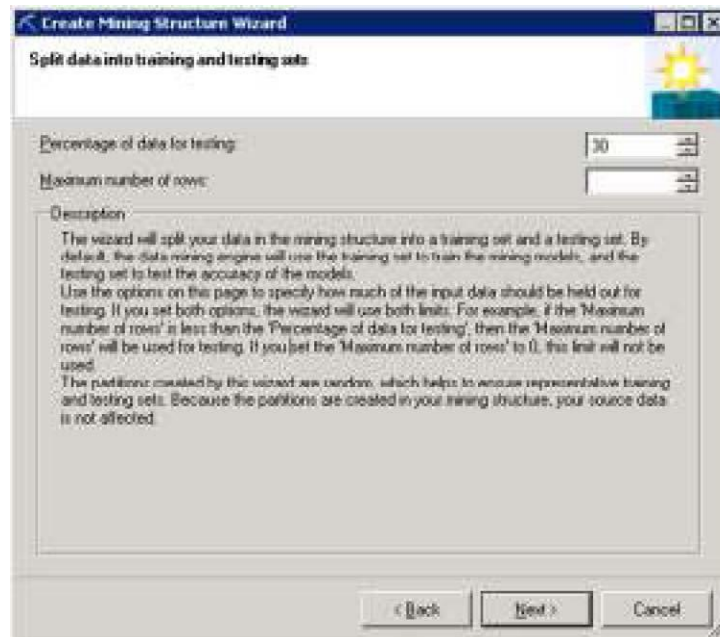 Create Mining Structure Wizard
Split data into training and testing sets
Percentage of data for testing:
30
Maximum number of rows:
Description
The wizard will split your data in the mining structure into a training set and a testing set. By
default, the data mining engine will use the training set to train the mining models, and the
testing set to test the accuracy of the models.
Use the options on this page to specify how much of the input data should be held out for
testing. If you set both options, the wizard will use both limits. For example, if the 'Maximum
number of rows' is less than the 'Percentage of data for testing', then the 'Maximum number of
rows' will be used for testing. If you set the 'Maximum number of rows' to 0, this limit will not be
used.
The partitions created by this wizard are random, which helps to ensure representative training
and testing sets. Because the partitions are created in your mining structure, your source data
is not affected.
< Back
Next >
Cancel